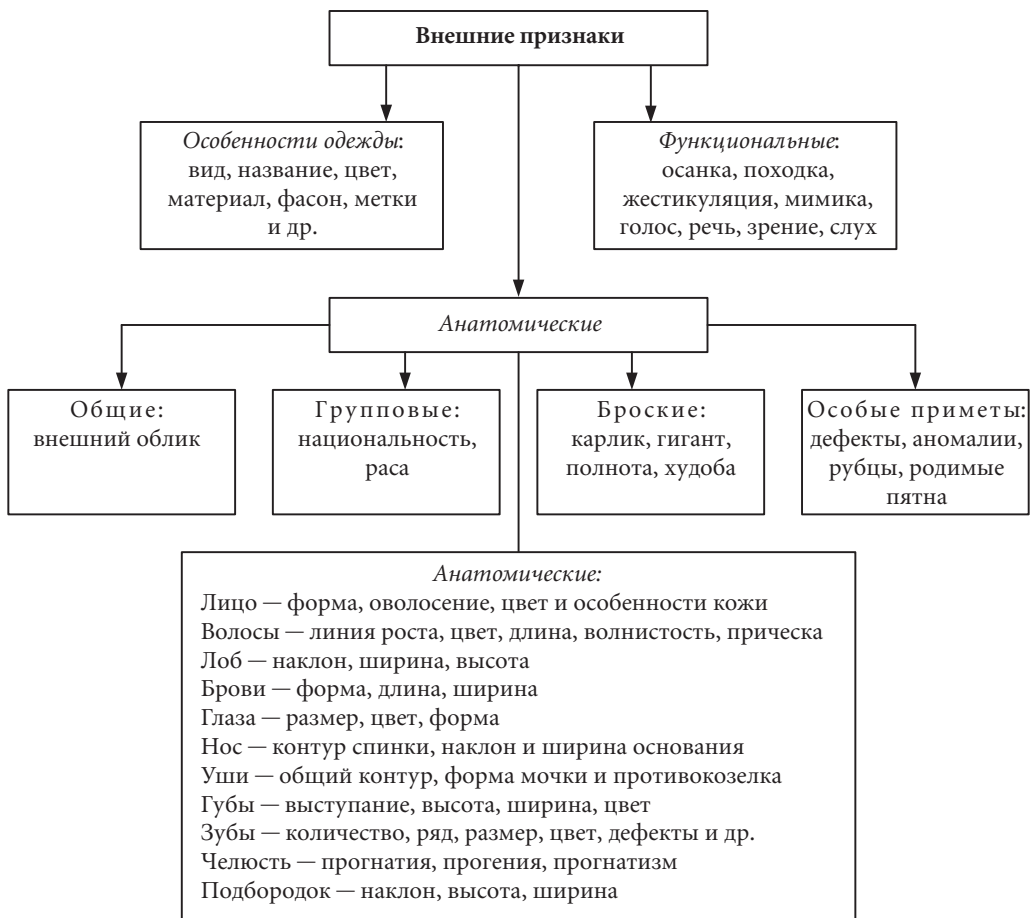 Внешние признаки
Особенности одежды:
вид, название, цвет,
материал, фасон, метки
и др.
Функциональные:
осанка, походка,
жестикуляция, мимика,
голос, речь, зрение, слух
Анатомические
Общие:
внешний облик
Групповые:
национальность,
раса
Броские:
карлик, гигант,
полнота, худоба
Особые приметы:
дефекты, аномалии,
рубцы, родимые
пятна
Анатомические:
Лицо — форма, оволосение, цвет и особенности кожи
Волосы — линия роста, цвет, длина, волнистость, прическа
Лоб — наклон, ширина, высота
Брови — форма, длина, ширина
Глаза — размер, цвет, форма
Нос — контур спинки, наклон и ширина основания
Уши — общий контур, форма мочки и противокозелка
Губы — выступание, высота, ширина, цвет
Зубы — количество, ряд, размер, цвет, дефекты и др.
Челюсть — прогнатия, прогения, прогнатизм
Подбородок — наклон, высота, ширина